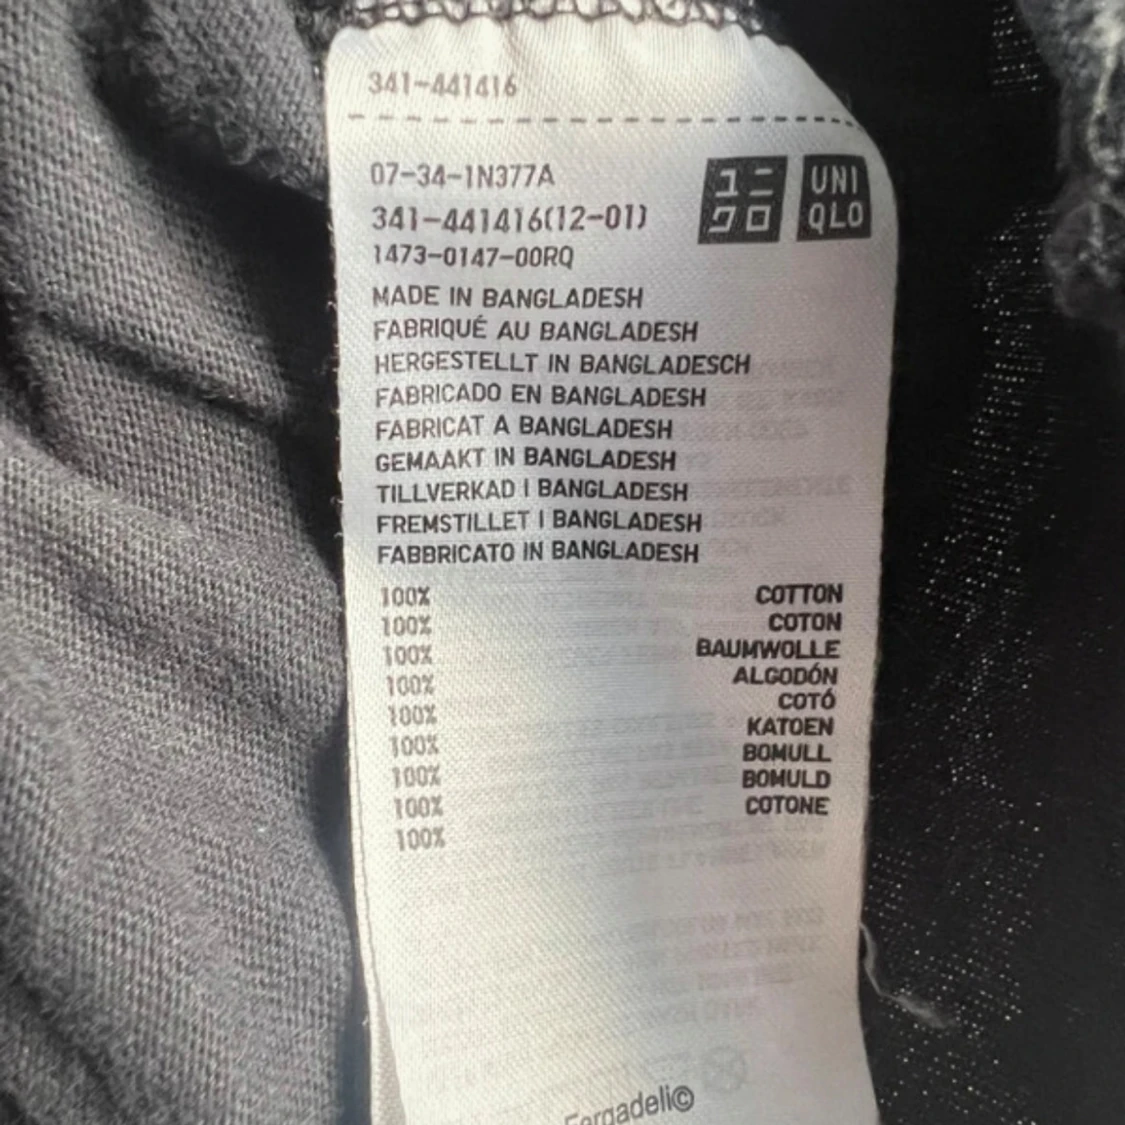 341-441416
07-34-1N377A
341-441416(12-01)
1473-0147-00RQ
ユニ
クロ
UNI
QLO
MADE IN BANGLADESH
FABRIQUÉ AU BANGLADESH
HERGESTELLT IN BANGLADESCH
FABRICADO EN BANGLADESH
FABRICAT A BANGLADESH
GEMAAKT IN BANGLADESH
TILLVERKAD I BANGLADESH
FREMSTILLET I BANGLADESH
FABBRICATO IN BANGLADESH
100% COTTON
100% COTON
100% BAUMWOLLE
100% ALGODÓN
100% COTÓ
100% KATOEN
100% BOMULL
100% BOMULD
100% COTONE